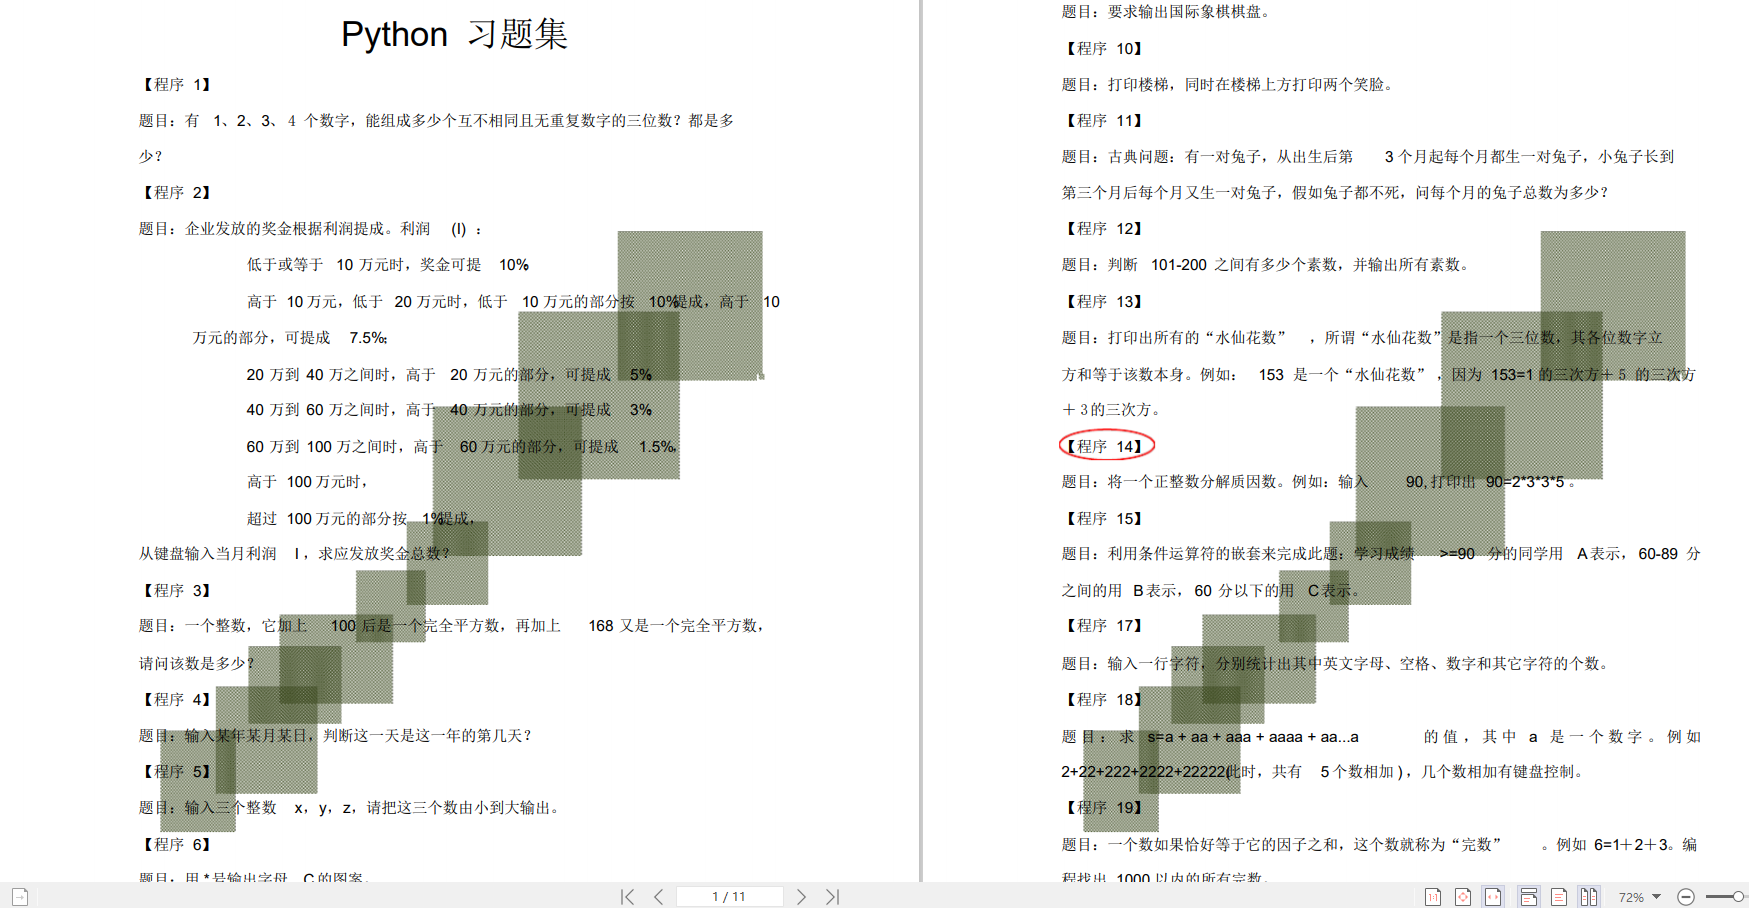 Python 习题集
【程序 1】
题目：有 1、2、3、4 个数字，能组成多少个互不相同且无重复数字的三位数？都是多
少？
【程序 2】
题目：企业发放的奖金根据利润提成。利润 (I) ：
低于或等于 10 万元时，奖金可提 10%
高于 10 万元，低于 20 万元时，低于 10 万元的部分按 10%提成，高于 10
万元的部分，可提成 7.5%；
20 万到 40 万之间时，高于 20 万元的部分，可提成 5%
40 万到 60 万之间时，高于 40 万元的部分，可提成 3%
60 万到 100 万之间时，高于 60 万元的部分，可提成 1.5%，
高于 100 万元时，
超过 100 万元的部分按 1%提成，
从键盘输入当月利润 I ，求应发放奖金总数？
【程序 3】
题目：一个整数，它加上 100 后是一个完全平方数，再加上 168 又是一个完全平方数，
请问该数是多少？
【程序 4】
题目：输入某年某月某日，判断这一天是这一年的第几天？
【程序 5】
题目：输入三个整数 x，y，z，请把这三个数由小到大输出。
【程序 6】
题目：用 * 号输出字母 C 的图案。
题目：要求输出国际象棋棋盘。
【程序 10】
题目：打印楼梯，同时在楼梯上方打印两个笑脸。
【程序 11】
题目：古典问题：有一对兔子，从出生后第 3 个月起每个月都生一对兔子，小兔子长到
第三个月后每个月又生一对兔子，假如兔子都不死，问每个月的兔子总数为多少？
【程序 12】
题目：判断 101-200 之间有多少个素数，并输出所有素数。
【程序 13】
题目：打印出所有的“水仙花数” ，所谓“水仙花数”是指一个三位数，其各位数字立
方和等于该数本身。例如： 153 是一个“水仙花数” ，因为 153=1 的三次方＋5 的三次方
＋3 的三次方。
【程序 14】
题目：将一个正整数分解质因数。例如：输入 90, 打印出 90=2*3*3*5 。
【程序 15】
题目：利用条件运算符的嵌套来完成此题：学习成绩 >=90 分的同学用 A 表示， 60-89 分
之间的用 B 表示， 60 分以下的用 C 表示。
【程序 17】
题目：输入一行字符，分别统计出其中英文字母、空格、数字和其它字符的个数。
【程序 18】
题目：求 s=a + aa + aaa + aaaa + aa...a 的值，其中 a 是一个数字。例如
2+22+222+2222+22222(此时，共有 5 个数相加 ) ，几个数相加有键盘控制。
【程序 19】
题目：一个数如果恰好等于它的因子之和，这个数就称为“完数” 。例如 6=1＋2＋3。编
程找出 1000 以内的所有完数。
1 / 11
1:1
72%